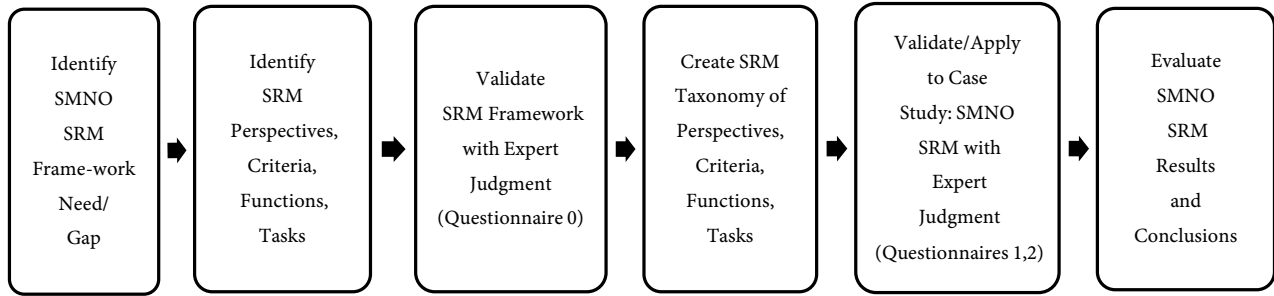 Identify
SMNO
SRM
Frame-work
Need/
Gap
Identify
SRM
Perspectives,
Criteria,
Functions,
Tasks
Validate
SRM Framework
with Expert
Judgment
(Questionnaire 0)
Create SRM
Taxonomy of
Perspectives,
Criteria,
Functions,
Tasks
Validate/Apply
to Case
Study: SMNO
SRM with
Expert
Judgment
(Questionnaires 1,2)
Evaluate
SMNO
SRM
Results
and
Conclusions